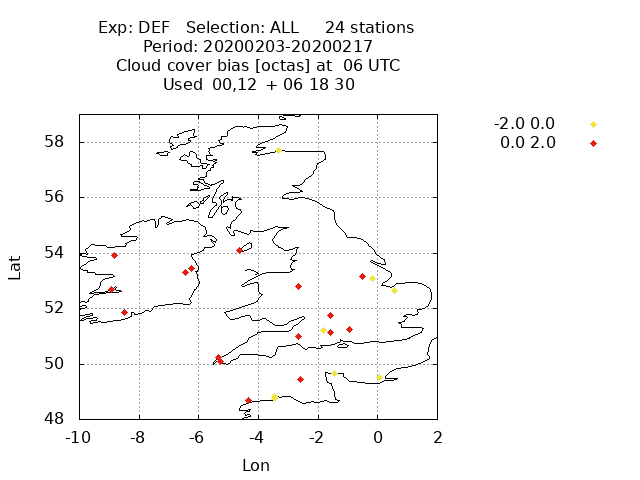 Exp: DEF Selection: ALL 24 stations
Period: 20200203-20200217
Cloud cover bias [octas] at 06 UTC
Used 00,12 + 06 18 30
-2.0 0.0
0.0 2.0
58
56
54
52
50
48
Lat
-10 -8 -6 -4 -2 0 2
Lon